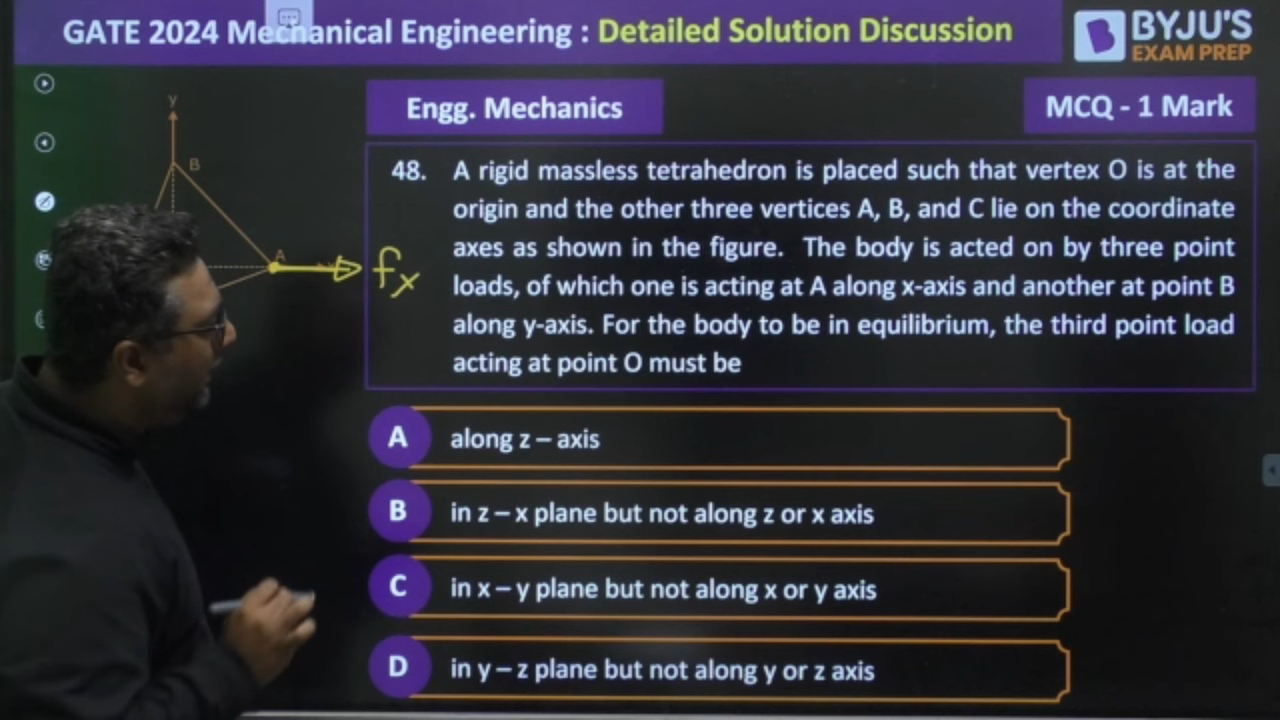 GATE 2024 Mechanical Engineering : Detailed Solution Discussion
BYJU'S
EXAM PREP
Engg. Mechanics
MCQ - 1 Mark
y
B
A
fx
48. A rigid massless tetrahedron is placed such that vertex O is at the
origin and the other three vertices A, B, and C lie on the coordinate
axes as shown in the figure. The body is acted on by three point
loads, of which one is acting at A along x-axis and another at point B
along y-axis. For the body to be in equilibrium, the third point load
acting at point O must be
A along z – axis
B in z – x plane but not along z or x axis
C in x – y plane but not along x or y axis
D in y – z plane but not along y or z axis